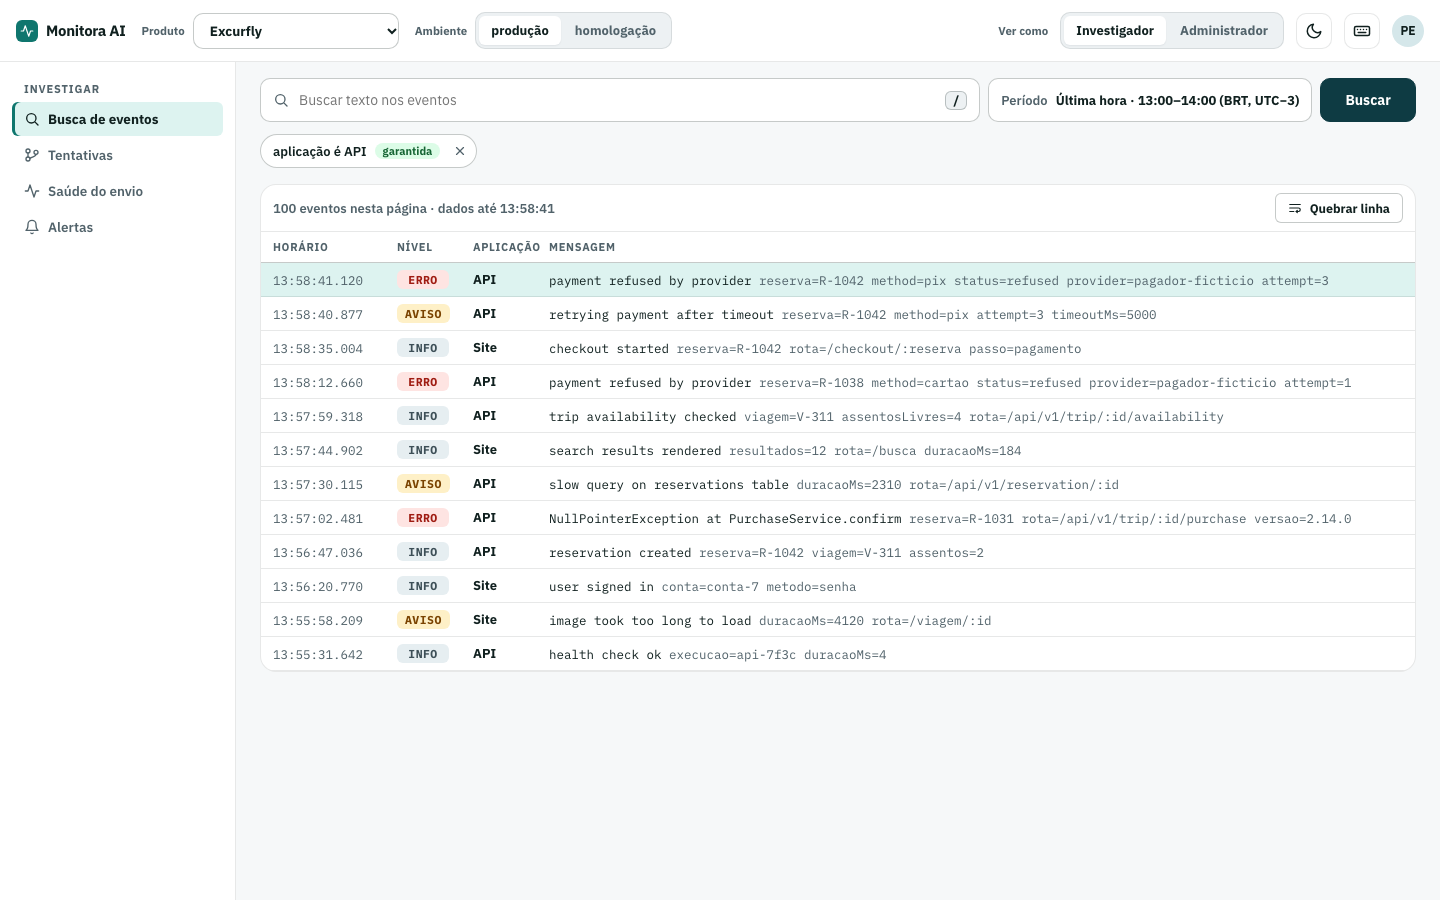 Monitora AI Produto Excurfly Ambiente produção homologação Ver como Investigador Administrador PE
INVESTIGAR
Busca de eventos
Tentativas
Saúde do envio
Alertas
Buscar texto nos eventos / Período Última hora · 13:00–14:00 (BRT, UTC−3) Buscar
aplicação é API garantida ×
100 eventos nesta página · dados até 13:58:41 Quebrar linha
HORÁRIO NÍVEL APLICAÇÃO MENSAGEM
13:58:41.120 ERRO API payment refused by provider reserva=R-1042 method=pix status=refused provider=pagador-ficticio attempt=3
13:58:40.877 AVISO API retrying payment after timeout reserva=R-1042 method=pix attempt=3 timeoutMs=5000
13:58:35.004 INFO Site checkout started reserva=R-1042 rota=/checkout/:reserva passo=pagamento
13:58:12.660 ERRO API payment refused by provider reserva=R-1038 method=cartao status=refused provider=pagador-ficticio attempt=1
13:57:59.318 INFO API trip availability checked viagem=V-311 assentosLivres=4 rota=/api/v1/trip/:id/availability
13:57:44.902 INFO Site search results rendered resultados=12 rota=/busca duracaoMs=184
13:57:30.115 AVISO API slow query on reservations table duracaoMs=2310 rota=/api/v1/reservation/:id
13:57:02.481 ERRO API NullPointerException at PurchaseService.confirm reserva=R-1031 rota=/api/v1/trip/:id/purchase versao=2.14.0
13:56:47.036 INFO API reservation created reserva=R-1042 viagem=V-311 assentos=2
13:56:20.770 INFO Site user signed in conta=conta-7 metodo=senha
13:55:58.209 AVISO Site image took too long to load duracaoMs=4120 rota=/viagem/:id
13:55:31.642 INFO API health check ok execucao=api-7f3c duracaoMs=4